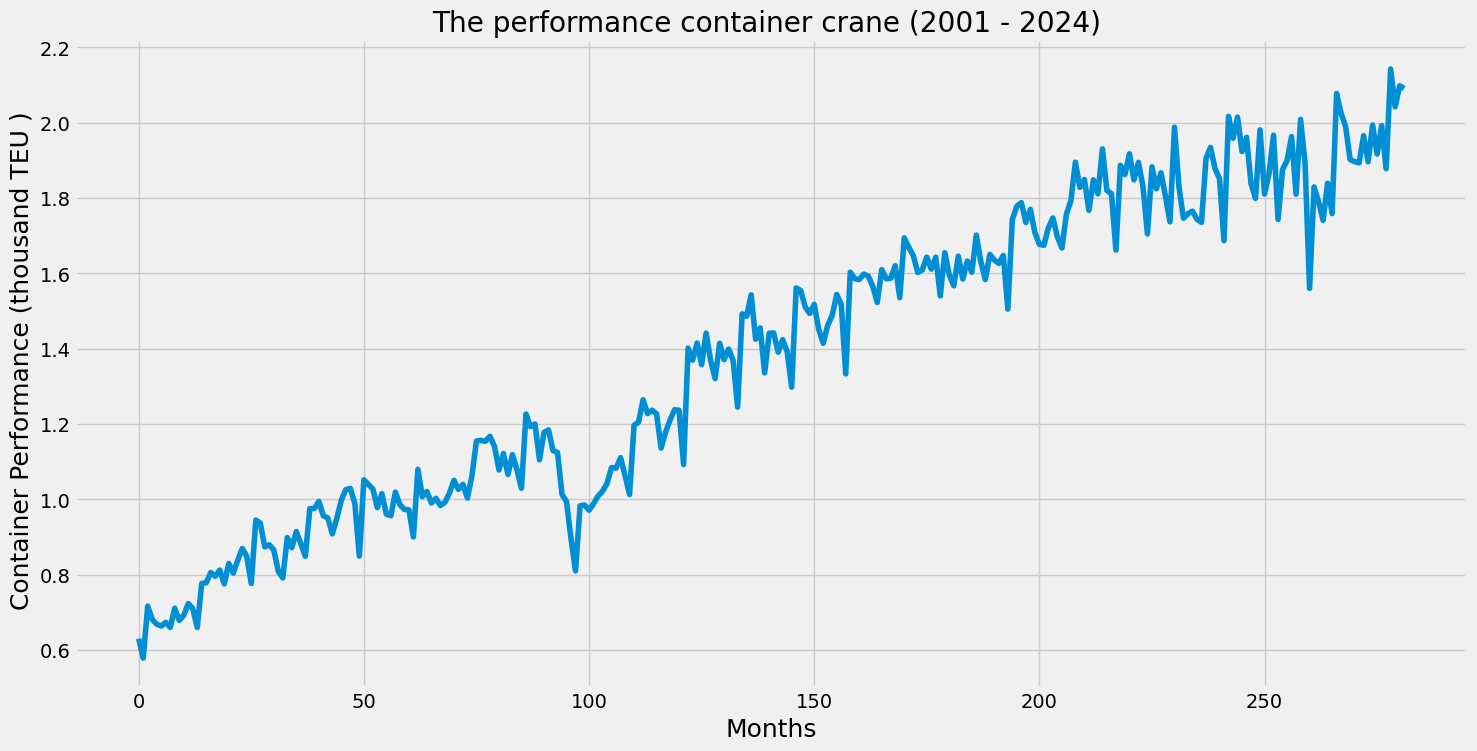 The performance container crane (2001 - 2024)
Container Performance (thousand TEU )
2.2
2.0
1.8
1.6
1.4
1.2
1.0
0.8
0.6
0 50 100 150 200 250
Months